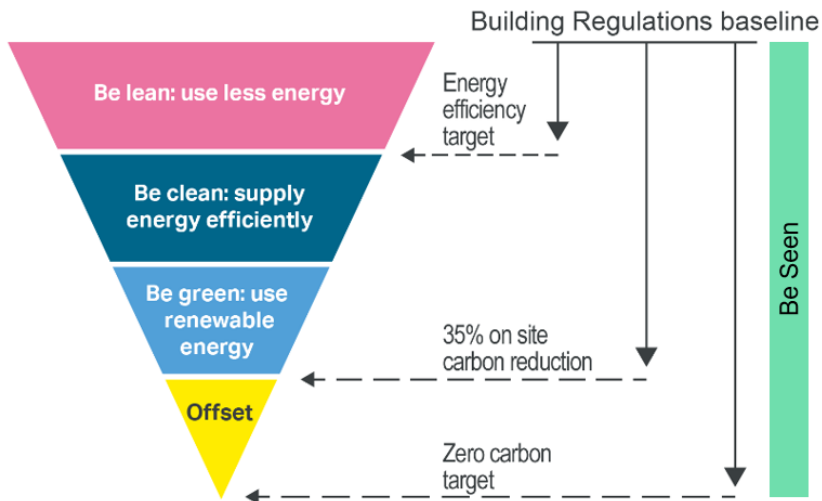 Building Regulations baseline
Be lean: use less energy
Energy
efficiency
target
Be clean: supply
energy efficiently
Be green: use
renewable
energy
35% on site
carbon reduction
Offset
Zero carbon
target
Be Seen